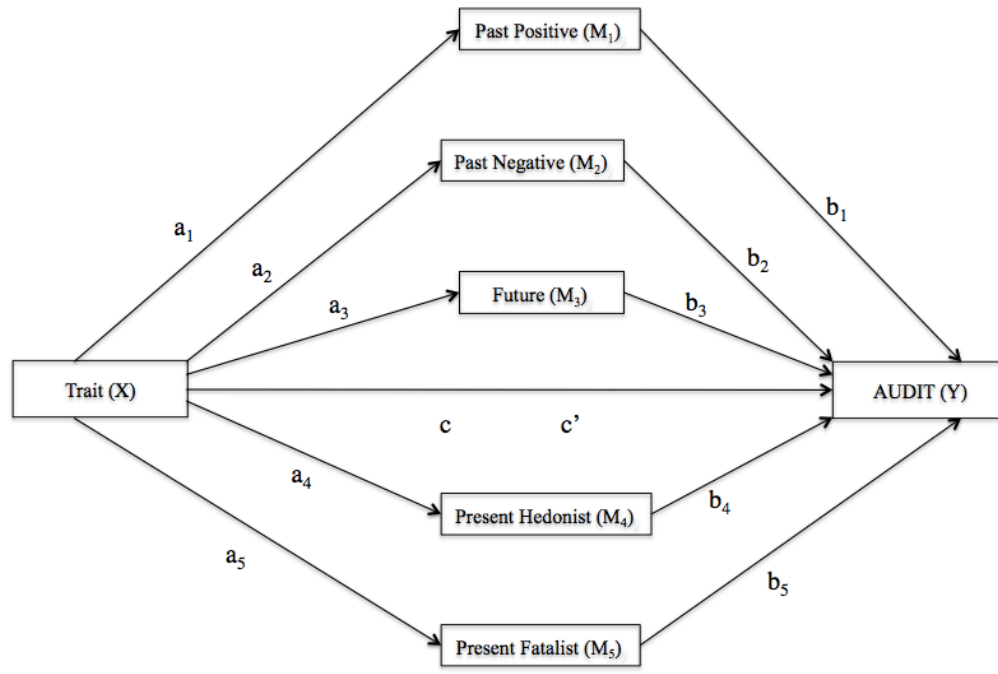 Past Positive (M₁)
Past Negative (M₂)
b₁
a₁
a₂
b₂
a₃
Future (M₃)
b₃
Trait (X)
AUDIT (Y)
c
c’
a₄
Present Hedonist (M₄)
b₄
a₅
b₅
Present Fatalist (M₅)